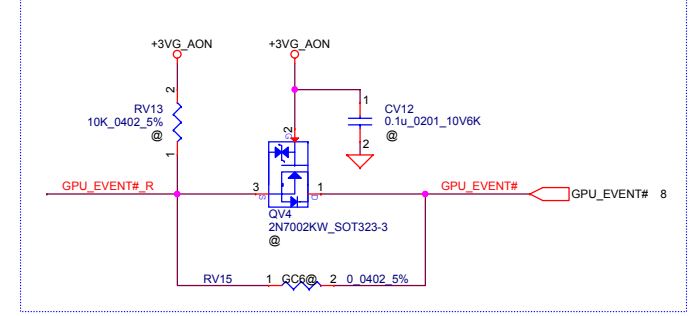 +3VG_AON
+3VG_AON
2
RV13
10K_0402_5%
@
1
2
G
1
CV12
0.1u_0201_10V6K
@
2
GPU_EVENT#_R
3
S
1
D
GPU_EVENT#
GPU_EVENT# 8
QV4
2N7002KW_SOT323-3
@
RV15 1 GC6@ 2 0_0402_5%